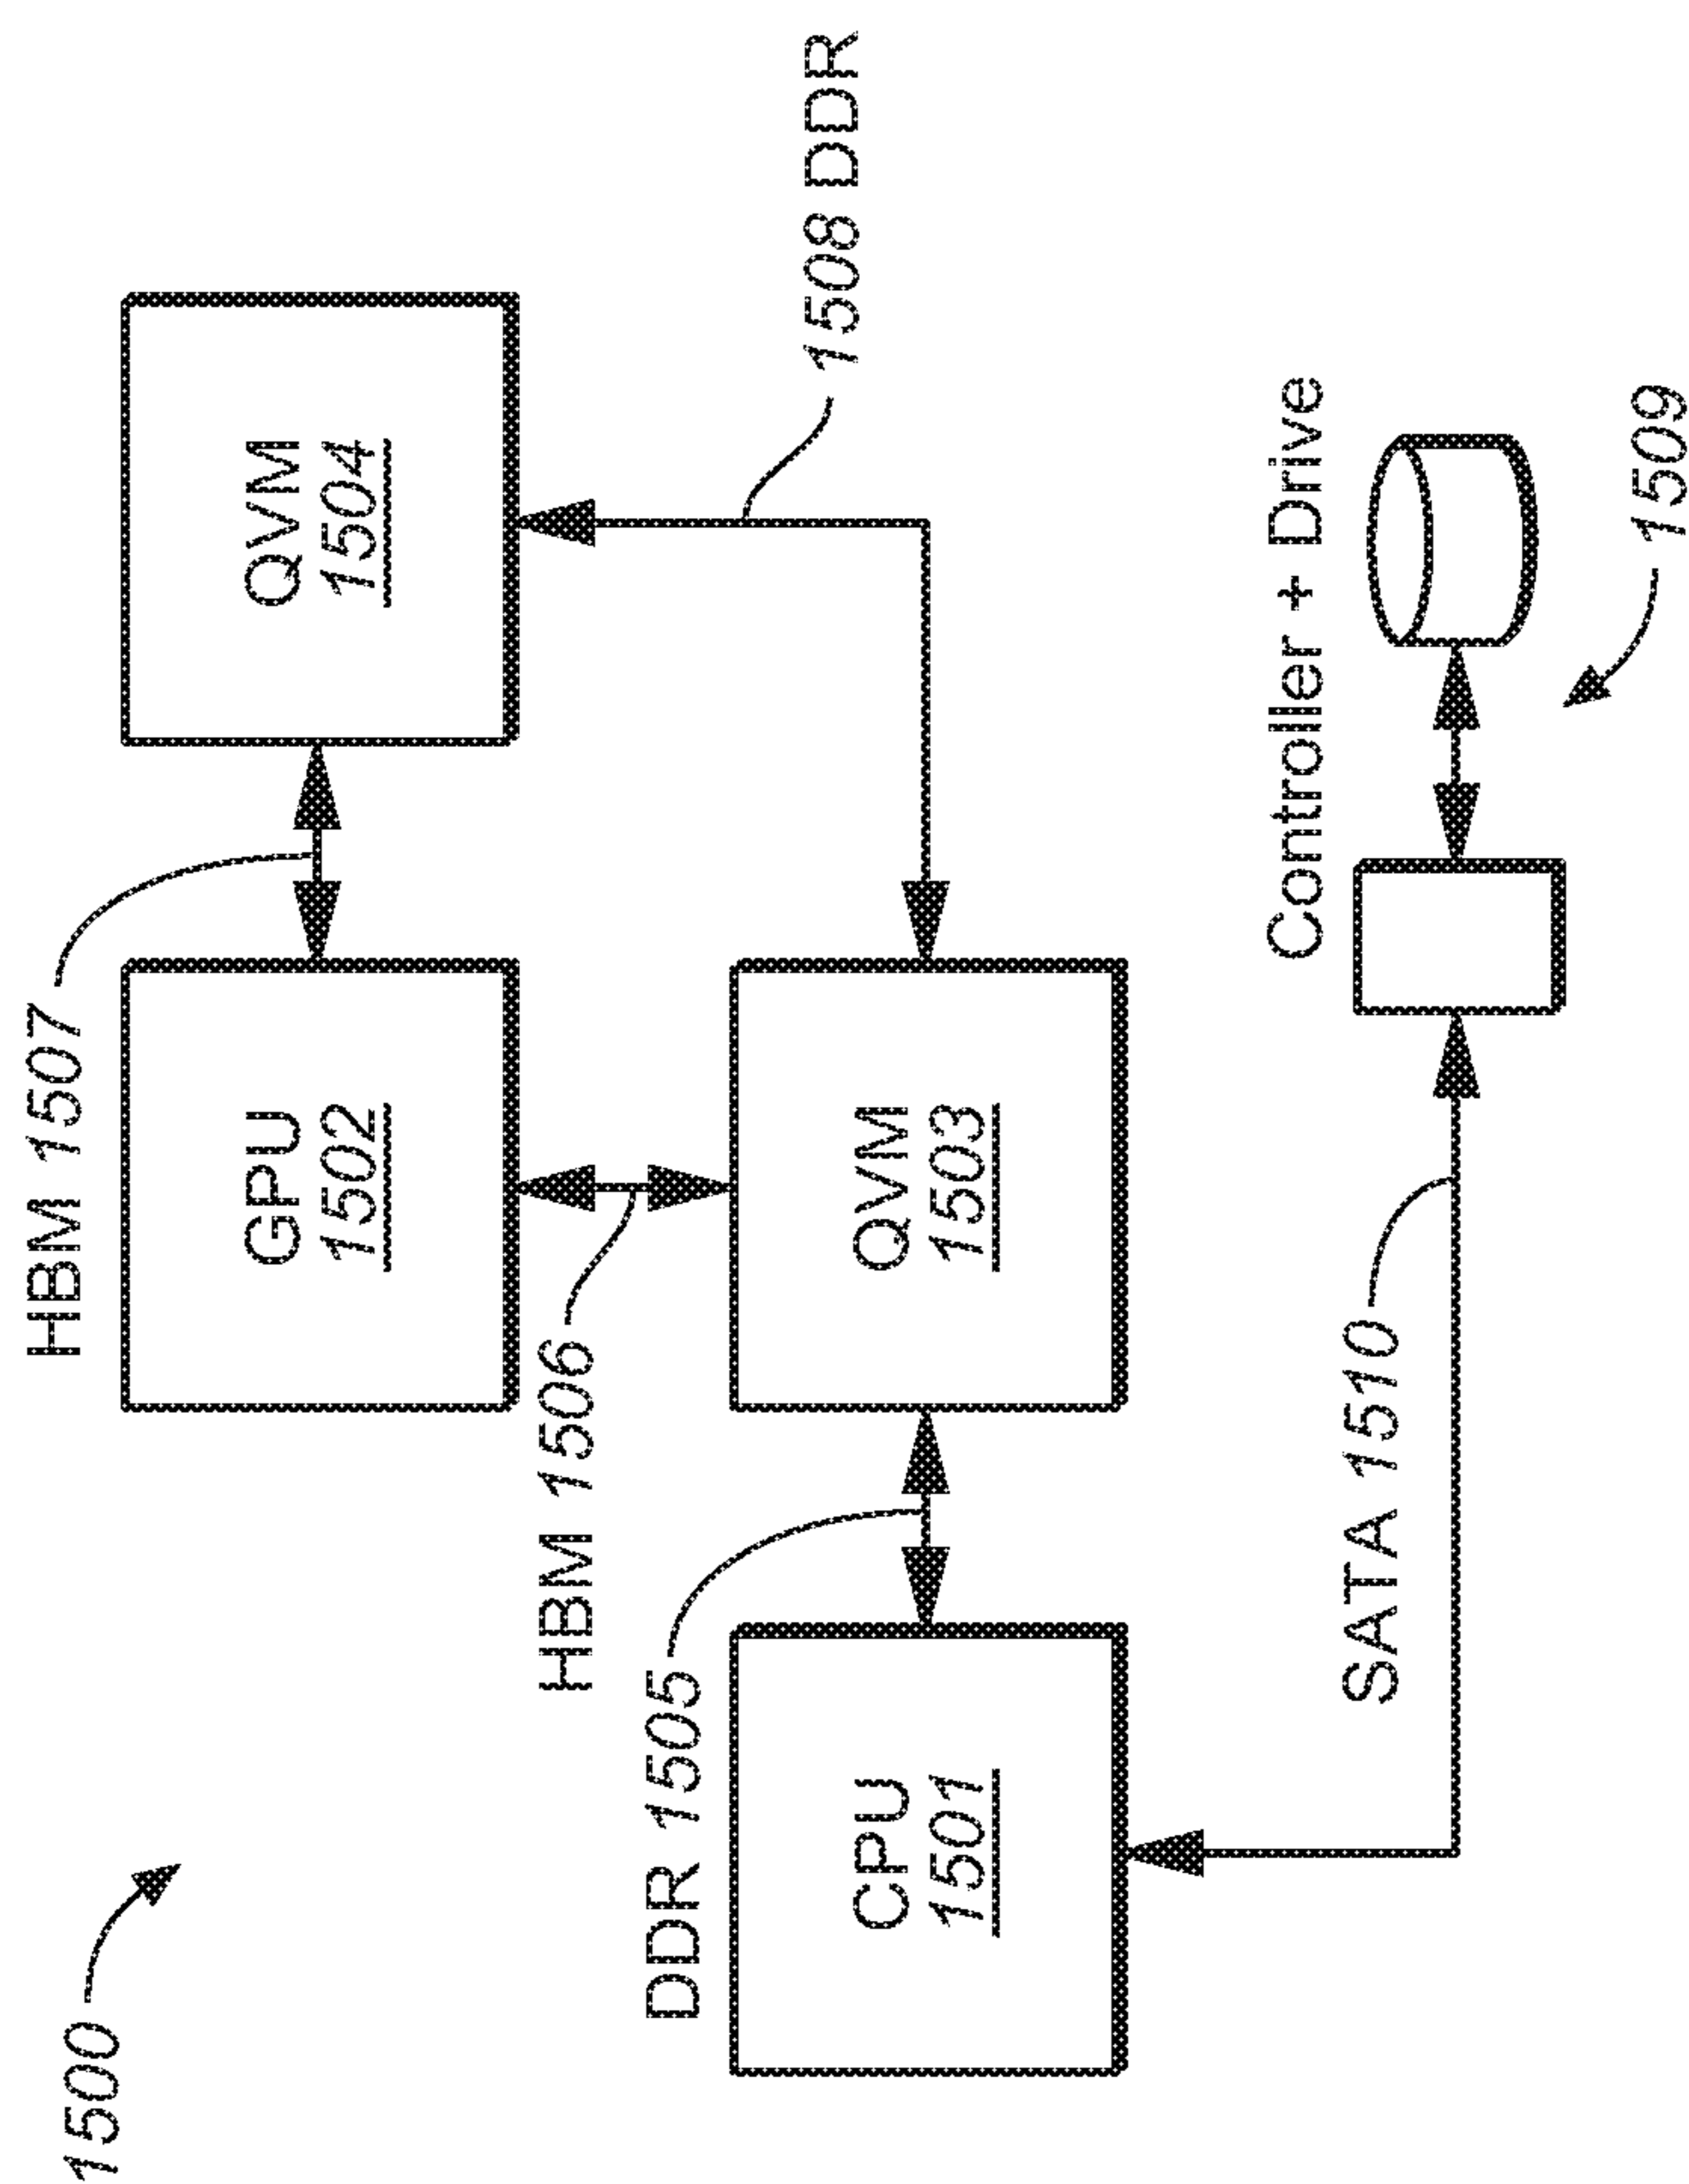 1500
HBM 1507
GPU
1502
QVM
1504
HBM 1506
DDR 1505
1508 DDR
CPU
1501
QVM
1503
Controller + Drive
SATA 1510
1509